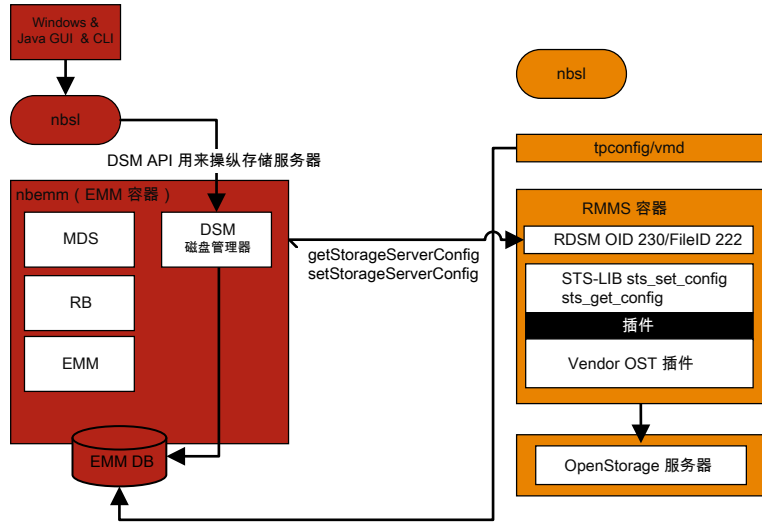 Windows &
Java GUI & CLI
nbsl
nbsl
DSM API 用来操纵存储服务器
tpconfig/vmd
nbemm（EMM 容器）
MDS
RB
EMM
DSM
磁盘管理器
EMM DB
getStorageServerConfig
setStorageServerConfig
RMMS 容器
RDSM OID 230/FileID 222
STS-LIB sts_set_config
sts_get_config
插件
Vendor OST 插件
OpenStorage 服务器